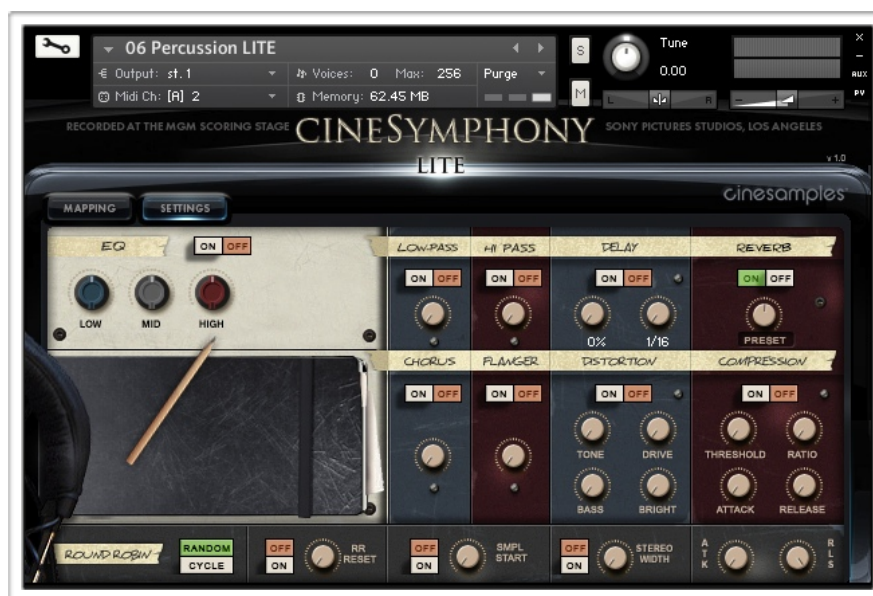 06 Percussion LITE
S
Tune
×
Output: st.1
Voices: 0 Max: 256
Purge
0.00
–
AUX
Midi Ch: [A] 2
Memory: 62.45 MB
M
L
R
–
+
PV
RECORDED AT THE MGM SCORING STAGE
CINESYMPHONY
SONY PICTURES STUDIOS, LOS ANGELES
LITE
v 1.0
cinesamples
MAPPING
SETTINGS
EQ
ON OFF
LOW-PASS
HI PASS
DELAY
REVERB
ON OFF
ON OFF
ON OFF
ON OFF
LOW
MID
HIGH
0%
1/16
PRESET
CHORUS
FLANGER
DISTORTION
COMPRESSION
ON OFF
ON OFF
ON OFF
ON OFF
TONE
DRIVE
THRESHOLD
RATIO
BASS
BRIGHT
ATTACK
RELEASE
ROUND ROBIN
RANDOM
CYCLE
OFF
ON
RR
RESET
OFF
ON
SMPL
START
OFF
ON
STEREO
WIDTH
ATK
RLS